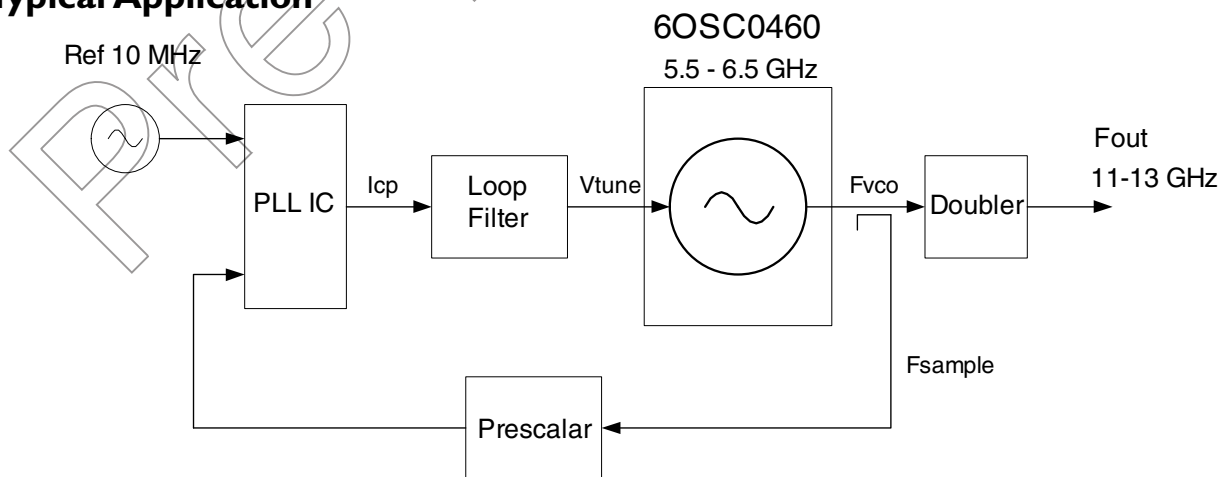 Typical Application
6OSC0460
Ref 10 MHz
5.5 - 6.5 GHz
Fout
11-13 GHz
PLL IC
Icp
Loop
Filter
Vtune
Fvco
Doubler
Fsample
Prescalar
Pre